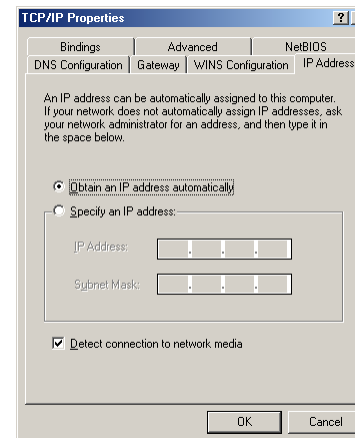 TCP/IP Properties
?
Bindings
Advanced
NetBIOS
DNS Configuration
Gateway
WINS Configuration
IP Address
An IP address can be automatically assigned to this computer.
If your network does not automatically assign IP addresses, ask
your network administrator for an address, and then type it in
the space below.
Obtain an IP address automatically
Specify an IP address:
IP Address:
Subnet Mask:
Detect connection to network media
OK
Cancel